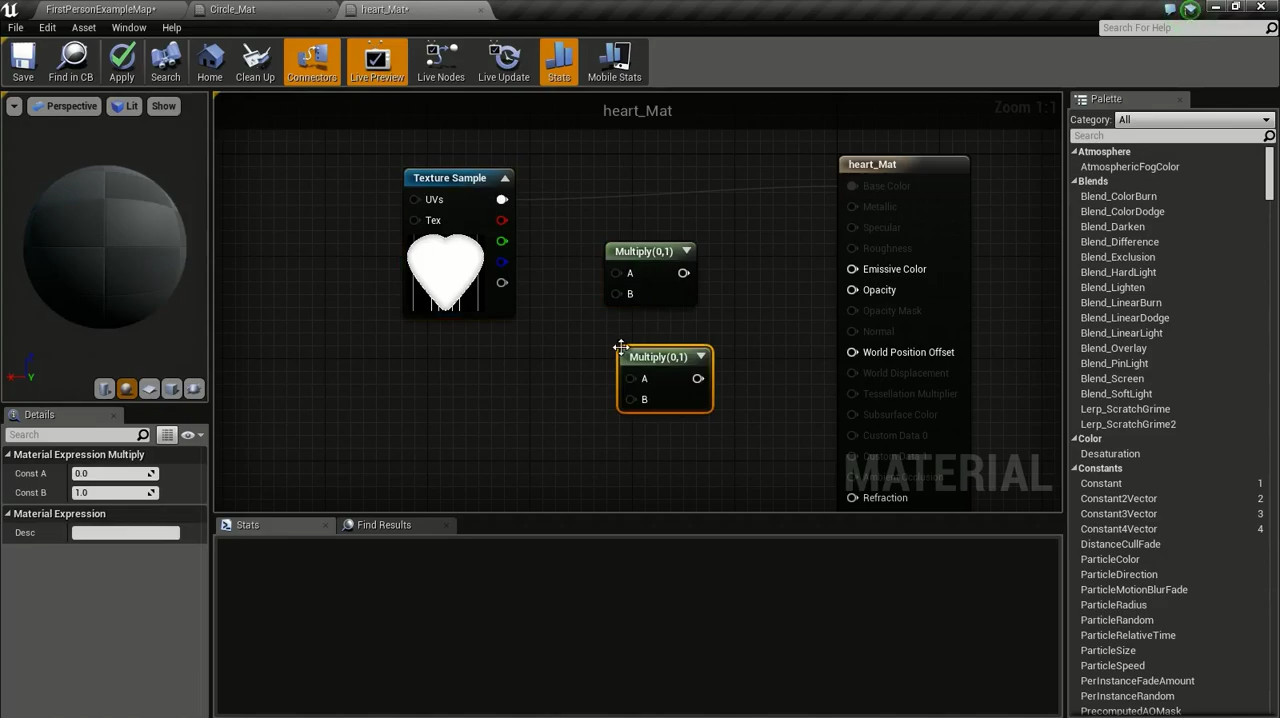 FirstPersonExampleMap*
Circle_Mat
heart_Mat*
File
Edit
Asset
Window
Help
Search For Help
Save
Find in CB
Apply
Search
Home
Clean Up
Connectors
Live Preview
Live Nodes
Live Update
Stats
Mobile Stats
Perspective
Lit
Show
heart_Mat
Zoom 1:1
Texture Sample
UVs
Tex
Multiply(0,1)
A
B
Multiply(0,1)
A
B
heart_Mat
Base Color
Metallic
Specular
Roughness
Emissive Color
Opacity
Opacity Mask
Normal
World Position Offset
World Displacement
Tessellation Multiplier
Subsurface Color
Custom Data 0
Refraction
MATERIAL
Y
Details
Search
Material Expression Multiply
Const A 0.0
Const B 1.0
Material Expression
Desc
Stats
Find Results
Palette
Category: All
Search
Atmosphere
AtmosphericFogColor
Blends
Blend_ColorBurn
Blend_ColorDodge
Blend_Darken
Blend_Difference
Blend_Exclusion
Blend_HardLight
Blend_Lighten
Blend_LinearBurn
Blend_LinearDodge
Blend_LinearLight
Blend_Overlay
Blend_PinLight
Blend_Screen
Blend_SoftLight
Lerp_ScratchGrime
Lerp_ScratchGrime2
Color
Desaturation
Constants
Constant 1
Constant2Vector 2
Constant3Vector 3
Constant4Vector 4
DistanceCullFade
ParticleColor
ParticleDirection
ParticleMotionBlurFade
ParticleRadius
ParticleRandom
ParticleRelativeTime
ParticleSize
ParticleSpeed
PerInstanceFadeAmount
PerInstanceRandom
PrecomputedAOMask